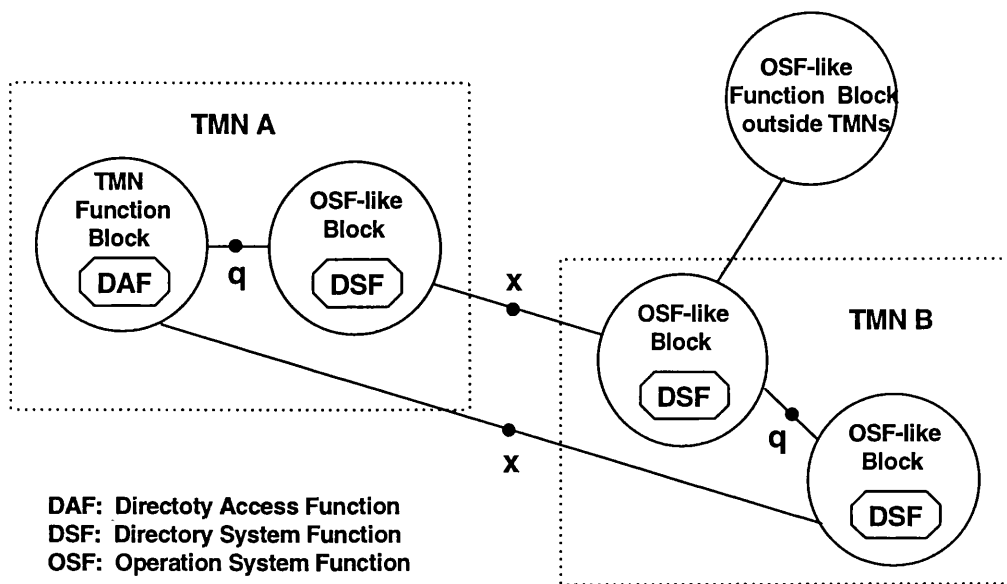 OSF-like
Function Block
outside TMNs
TMN A
TMN
Function
Block
DAF
q
OSF-like
Block
DSF
x
OSF-like
Block
DSF
TMN B
q
OSF-like
Block
DSF
x
DAF: Directoty Access Function
DSF: Directory System Function
OSF: Operation System Function